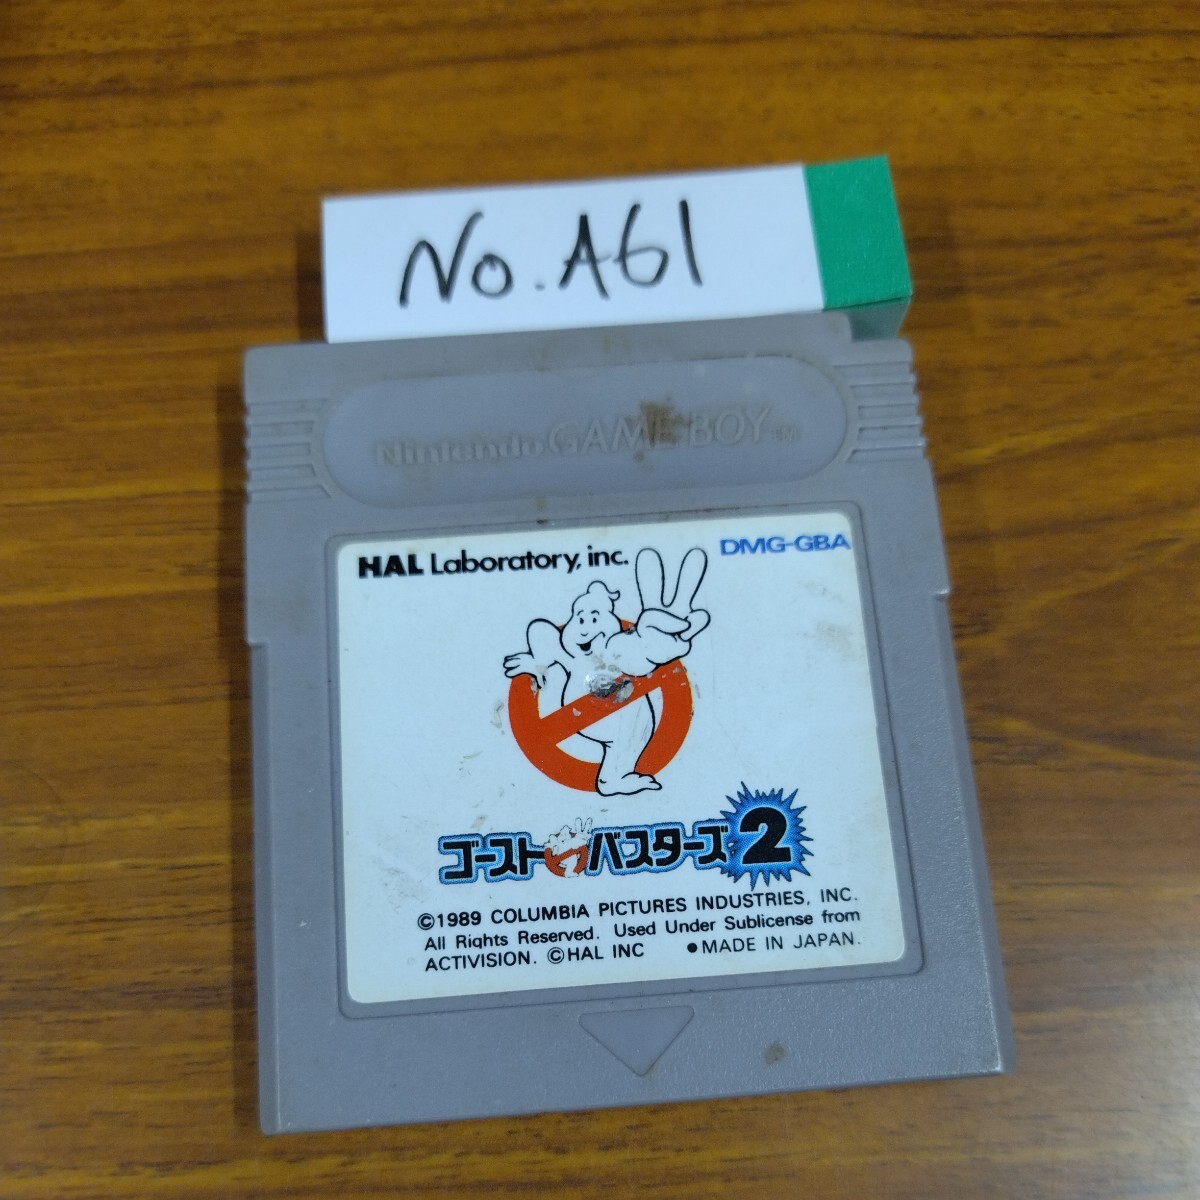 No. A61
Nintendo GAME BOY TM
HAL Laboratory, inc.
DMG-GBA
ゴーストバスターズ2
©1989 COLUMBIA PICTURES INDUSTRIES, INC.
All Rights Reserved. Used Under Sublicense from
ACTIVISION. ©HAL INC ●MADE IN JAPAN.